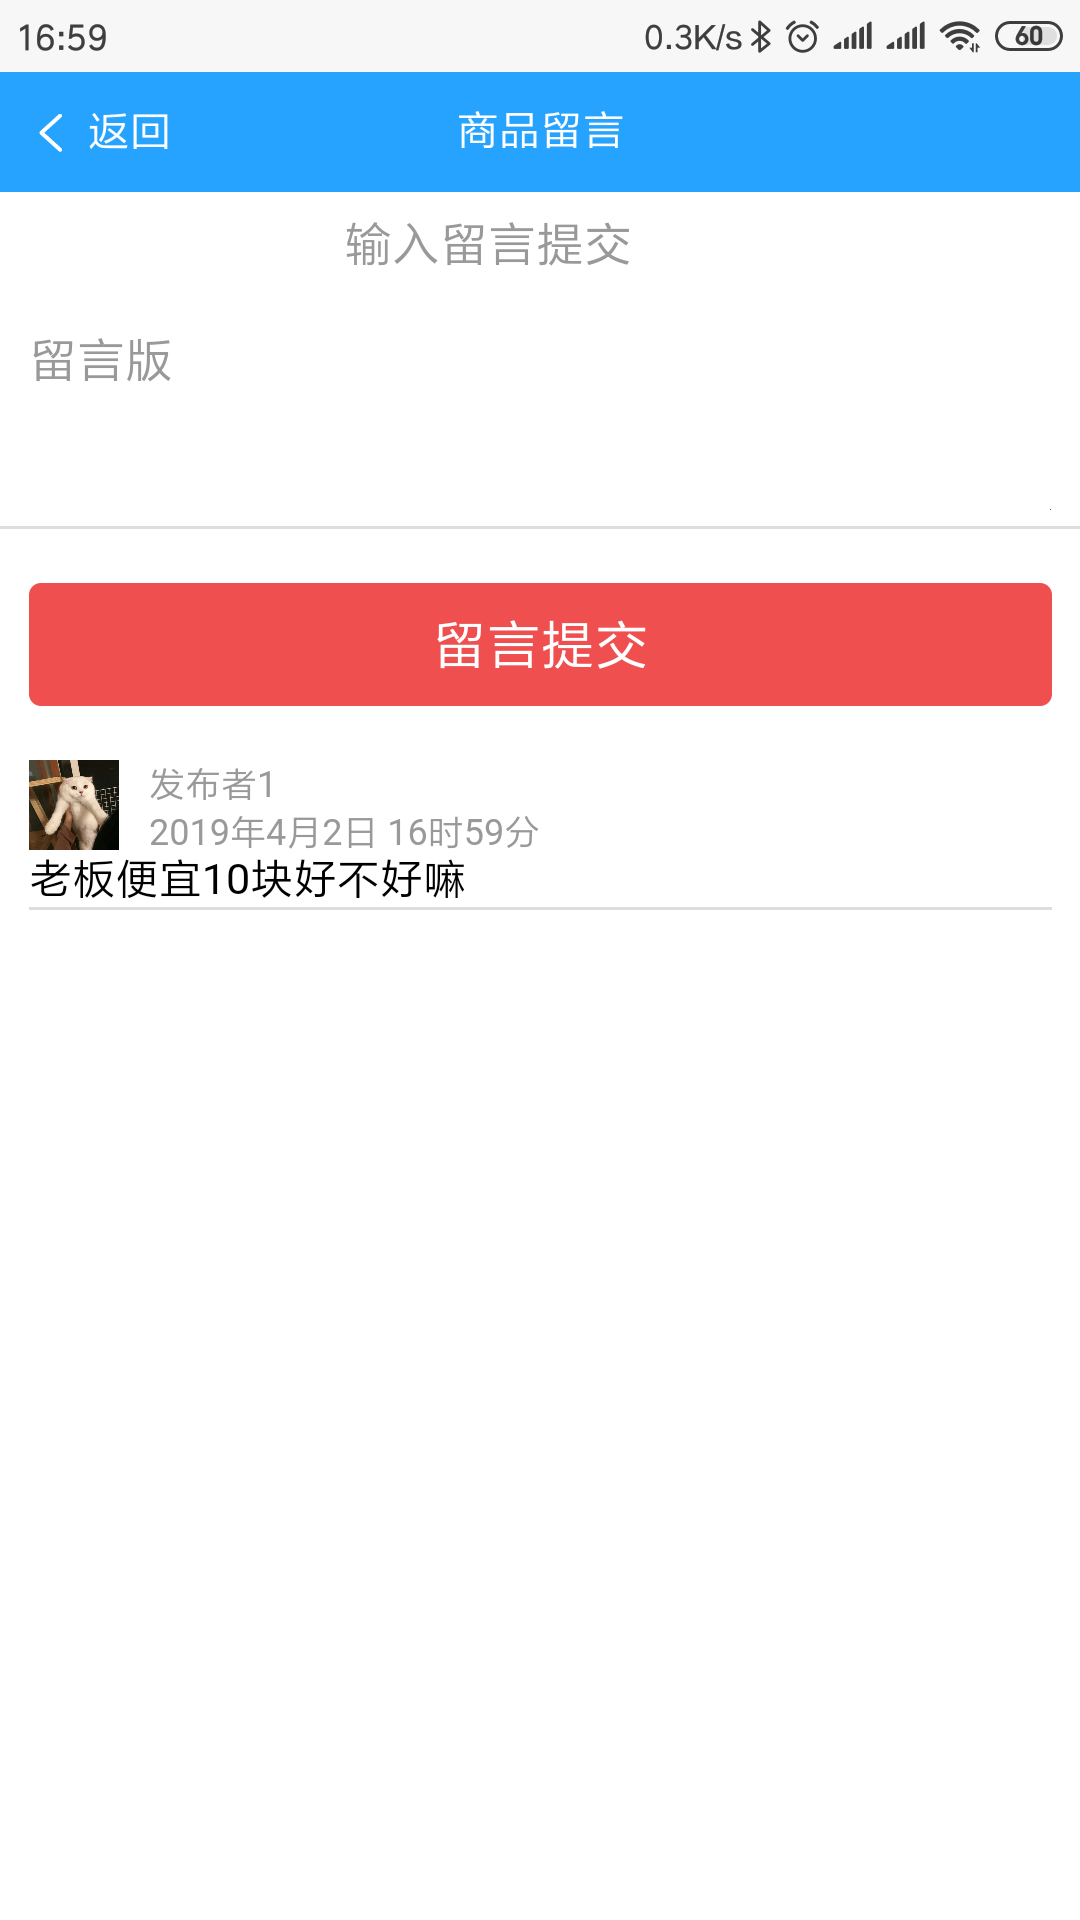 16:59 0.3K/s 60
返回 商品留言
输入留言提交
留言版
留言提交
发布者1
2019年4月2日 16时59分
老板便宜10块好不好嘛